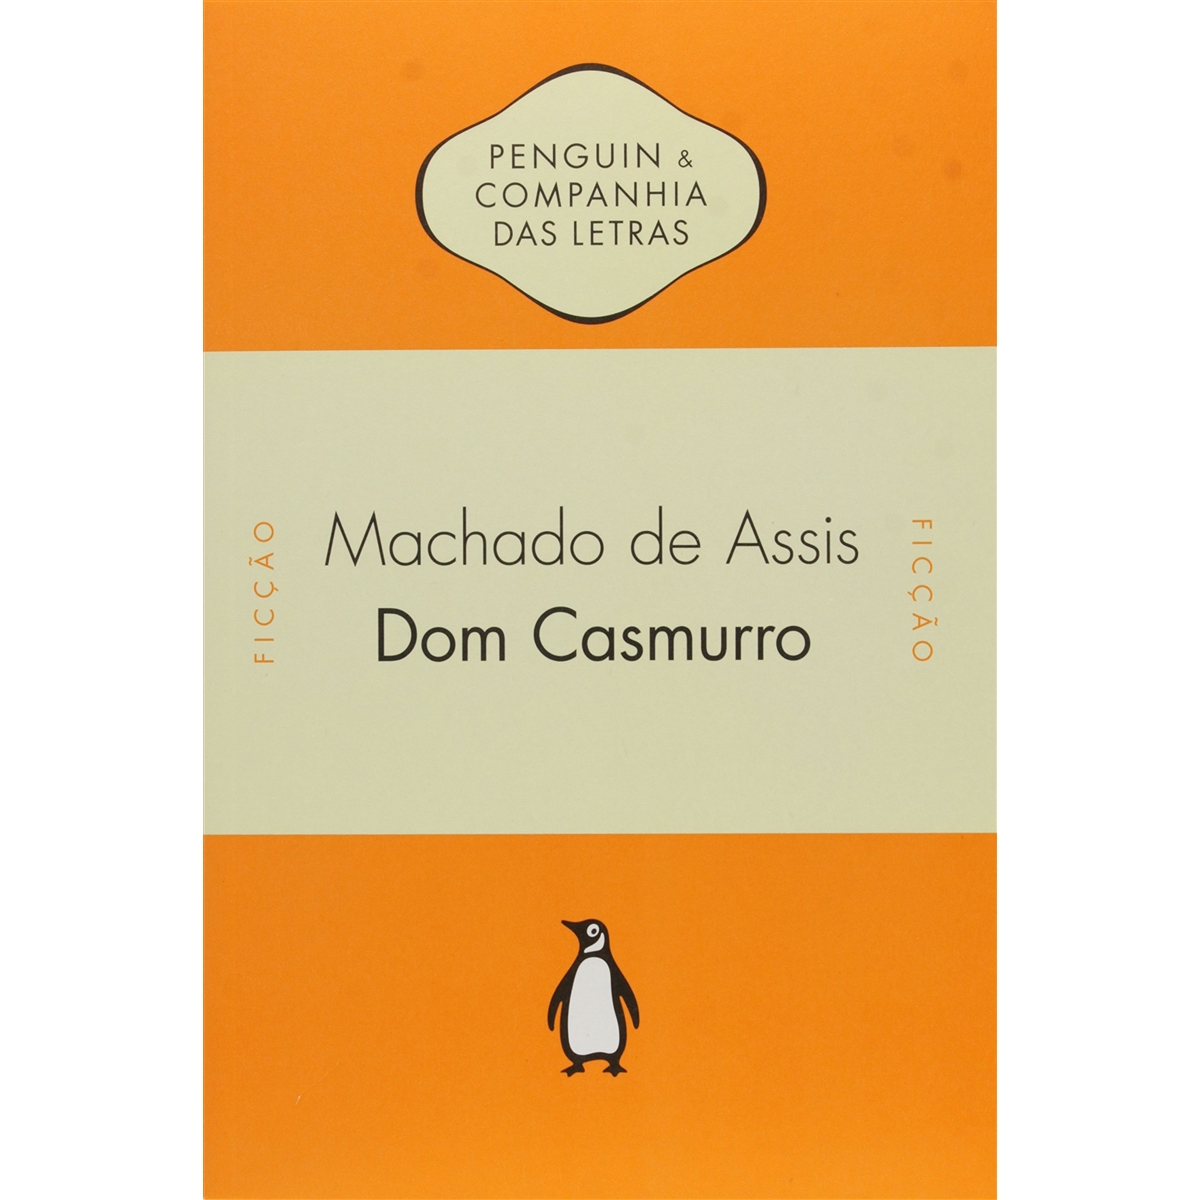 PENGUIN &
COMPANHIA
DAS LETRAS
FICÇÃO
Machado de Assis
Dom Casmurro
FICÇÃO